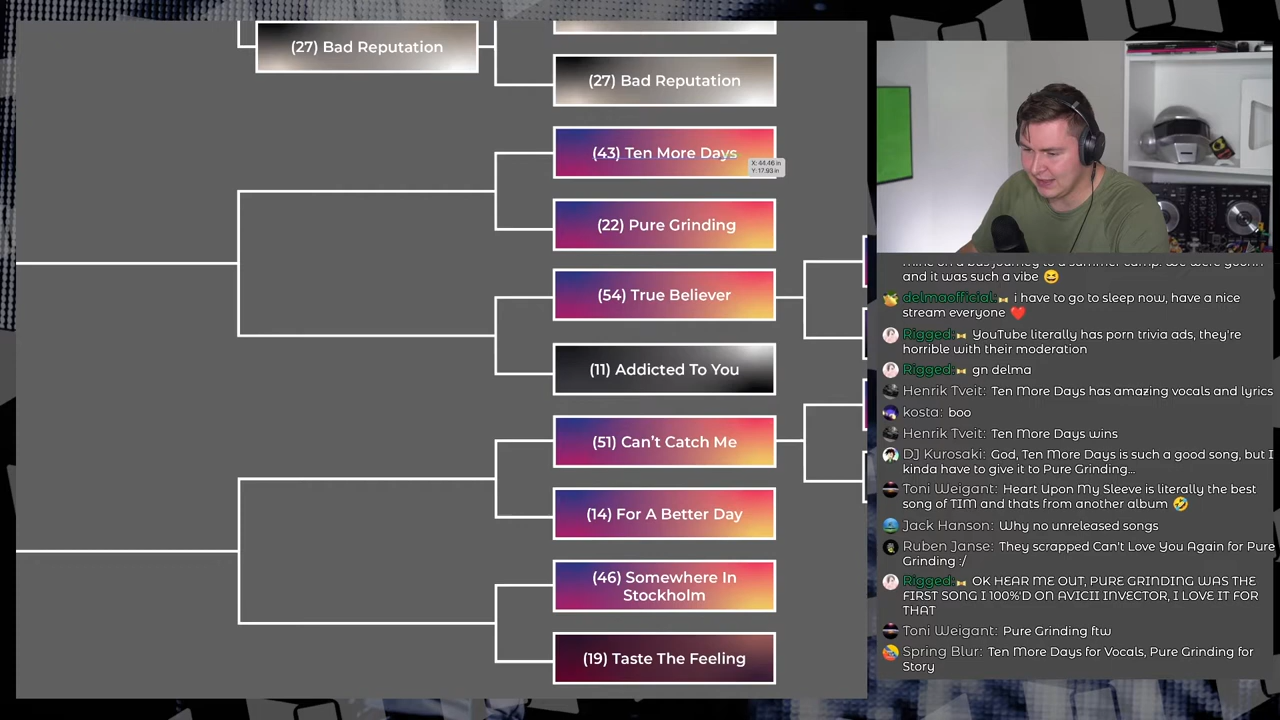 (27) Bad Reputation
(27) Bad Reputation
(43) Ten More Days
X: 44.46 in
Y: 17.93 in
(22) Pure Grinding
(54) True Believer
(11) Addicted To You
(51) Can't Catch Me
(14) For A Better Day
(46) Somewhere In
Stockholm
(19) Taste The Feeling
and it was such a vibe 😆
delmaofficial: i have to go to sleep now, have a nice
stream everyone ❤️
Rigged: YouTube literally has porn trivia ads, they're
horrible with their moderation
Rigged: gn delma
Henrik Tveit: Ten More Days has amazing vocals and lyrics
kosta: boo
Henrik Tveit: Ten More Days wins
DJ Kurosaki: God, Ten More Days is such a good song, but I
kinda have to give it to Pure Grinding...
Toni Weigant: Heart Upon My Sleeve is literally the best
song of TIM and thats from another album 🤣
Jack Hanson: Why no unreleased songs
Ruben Janse: They scrapped Can't Love You Again for Pure
Grinding :/
Rigged: OK HEAR ME OUT, PURE GRINDING WAS THE
FIRST SONG I 100%'D ON AVICII INVECTOR, I LOVE IT FOR
THAT
Toni Weigant: Pure Grinding ftw
Spring Blur: Ten More Days for Vocals, Pure Grinding for
Story